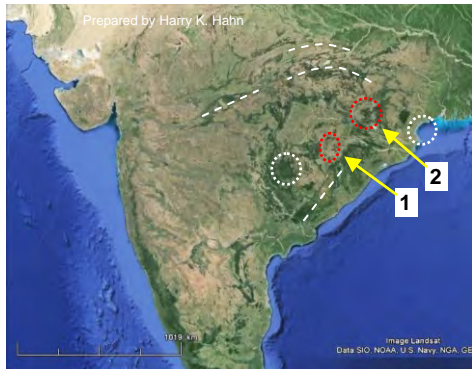 Prepared by Harry K. Hahn
2
1
1019 km
Image Landsat
Data SIO, NOAA, U.S. Navy, NGA, GE